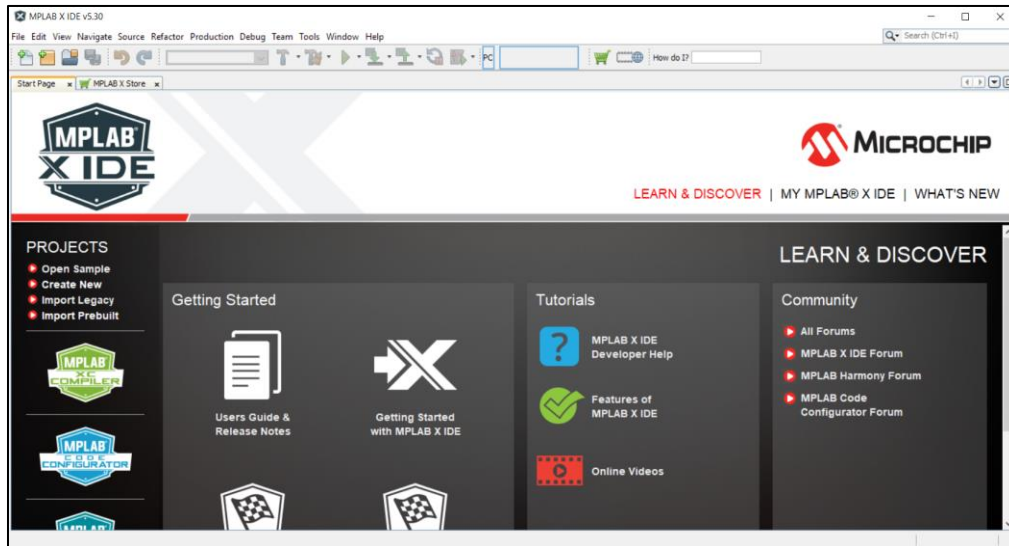 MPLAB X IDE v5.30
File Edit View Navigate Source Refactor Production Debug Team Tools Window Help
Search (Ctrl+I)
PC
How do I?
Start Page
MPLAB X Store
MPLAB
X IDE
MICROCHIP
LEARN & DISCOVER | MY MPLAB® X IDE | WHAT'S NEW
PROJECTS
Open Sample
Create New
Import Legacy
Import Prebuilt
MPLAB
XC
COMPILER
MPLAB
CODE
CONFIGURATOR
MPLAB
LEARN & DISCOVER
Getting Started
Users Guide &
Release Notes
Getting Started
with MPLAB X IDE
Tutorials
MPLAB X IDE
Developer Help
Features of
MPLAB X IDE
Online Videos
Community
All Forums
MPLAB X IDE Forum
MPLAB Harmony Forum
MPLAB Code
Configurator Forum